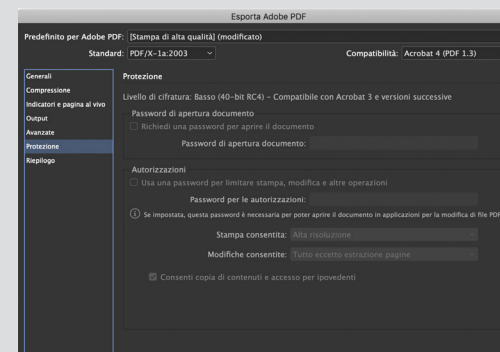 Esporta Adobe PDF
Predefinito per Adobe PDF: [Stampa di alta qualità] (modificato)
Standard: PDF/X-1a:2003 Compatibilità: Acrobat 4 (PDF 1.3)
Generali
Compressione
Indicatori e pagina al vivo
Output
Avanzate
Protezione
Riepilogo
Protezione
Livello di cifratura: Basso (40-bit RC4) – Compatibile con Acrobat 3 e versioni successive
Password di apertura documento
Richiedi una password per aprire il documento
Password di apertura documento:
Autorizzazioni
Usa una password per limitare stampa, modifica e altre operazioni
Password per le autorizzazioni:
Se impostata, questa password è necessaria per poter aprire il documento in applicazioni per la modifica di file PDF
Stampa consentita: Alta risoluzione
Modifiche consentite: Tutto eccetto estrazione pagine
Consenti copia di contenuti e accesso per ipovedenti